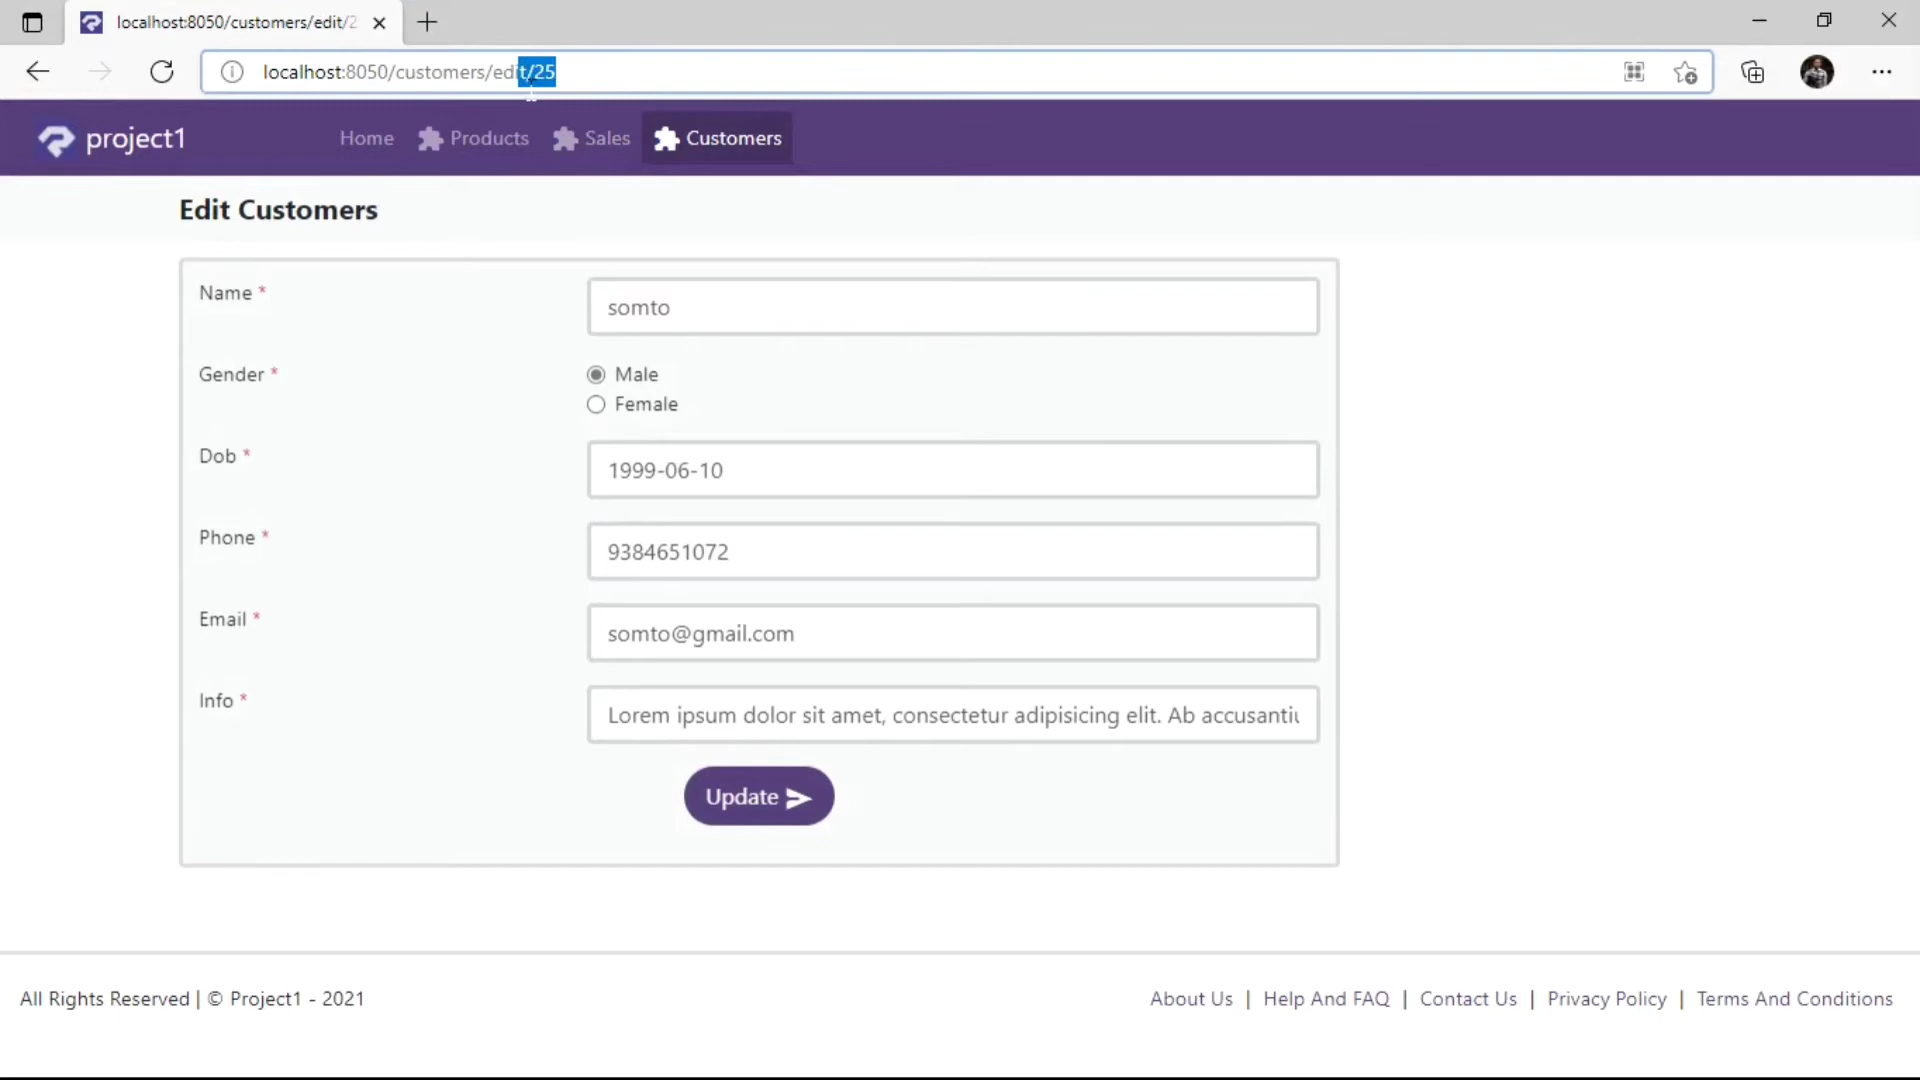 localhost:8050/customers/edit/2
localhost:8050/customers/edit/25
project1
Home
Products
Sales
Customers
Edit Customers
Name *
somto
Gender *
Male
Female
Dob *
1999-06-10
Phone *
9384651072
Email *
somto@gmail.com
Info *
Lorem ipsum dolor sit amet, consectetur adipisicing elit. Ab accusantiu
Update
All Rights Reserved | © Project1 - 2021
About Us | Help And FAQ | Contact Us | Privacy Policy | Terms And Conditions